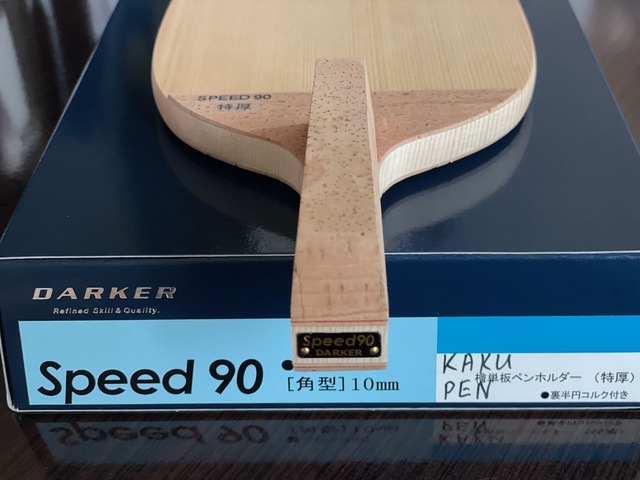 SPEED 90
特厚
DARKER
Refined Skill & Quality.
Speed90
DARKER
Speed 90
[角型]10mm
KAKU
PEN
檜単板ペンホルダー (特厚)
●裏半円コルク付き